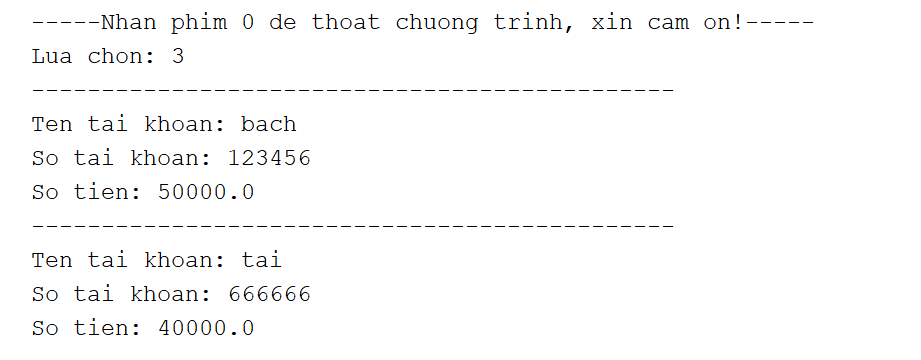 -----Nhan phim 0 de thoat chuong trinh, xin cam on!-----
Lua chon: 3
----------------------------------------------
Ten tai khoan: bach
So tai khoan: 123456
So tien: 50000.0
----------------------------------------------
Ten tai khoan: tai
So tai khoan: 666666
So tien: 40000.0